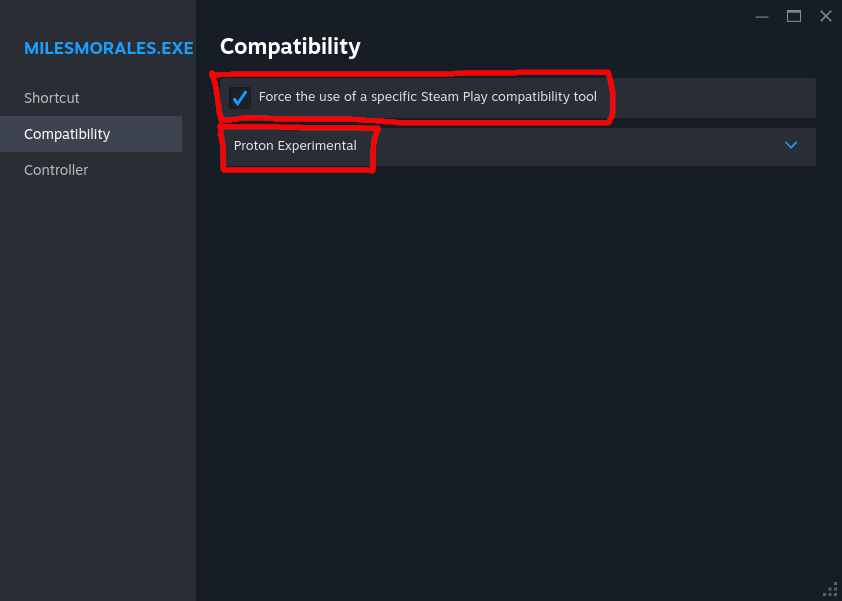 MILESMORALES.EXE
Shortcut
Compatibility
Controller
Compatibility
Force the use of a specific Steam Play compatibility tool
Proton Experimental